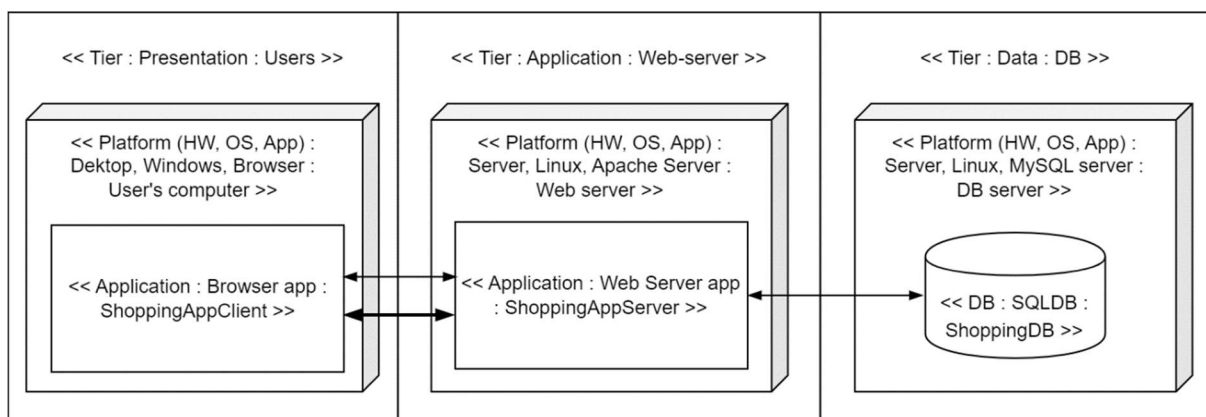 << Tier : Presentation : Users >>
<< Platform (HW, OS, App) :
Dektop, Windows, Browser :
User's computer >>
<< Application : Browser app :
ShoppingAppClient >>
<< Tier : Application : Web-server >>
<< Platform (HW, OS, App) :
Server, Linux, Apache Server :
Web server >>
<< Application : Web Server app
: ShoppingAppServer >>
<< Tier : Data : DB >>
<< Platform (HW, OS, App) :
Server, Linux, MySQL server :
DB server >>
<< DB : SQLDB :
ShoppingDB >>